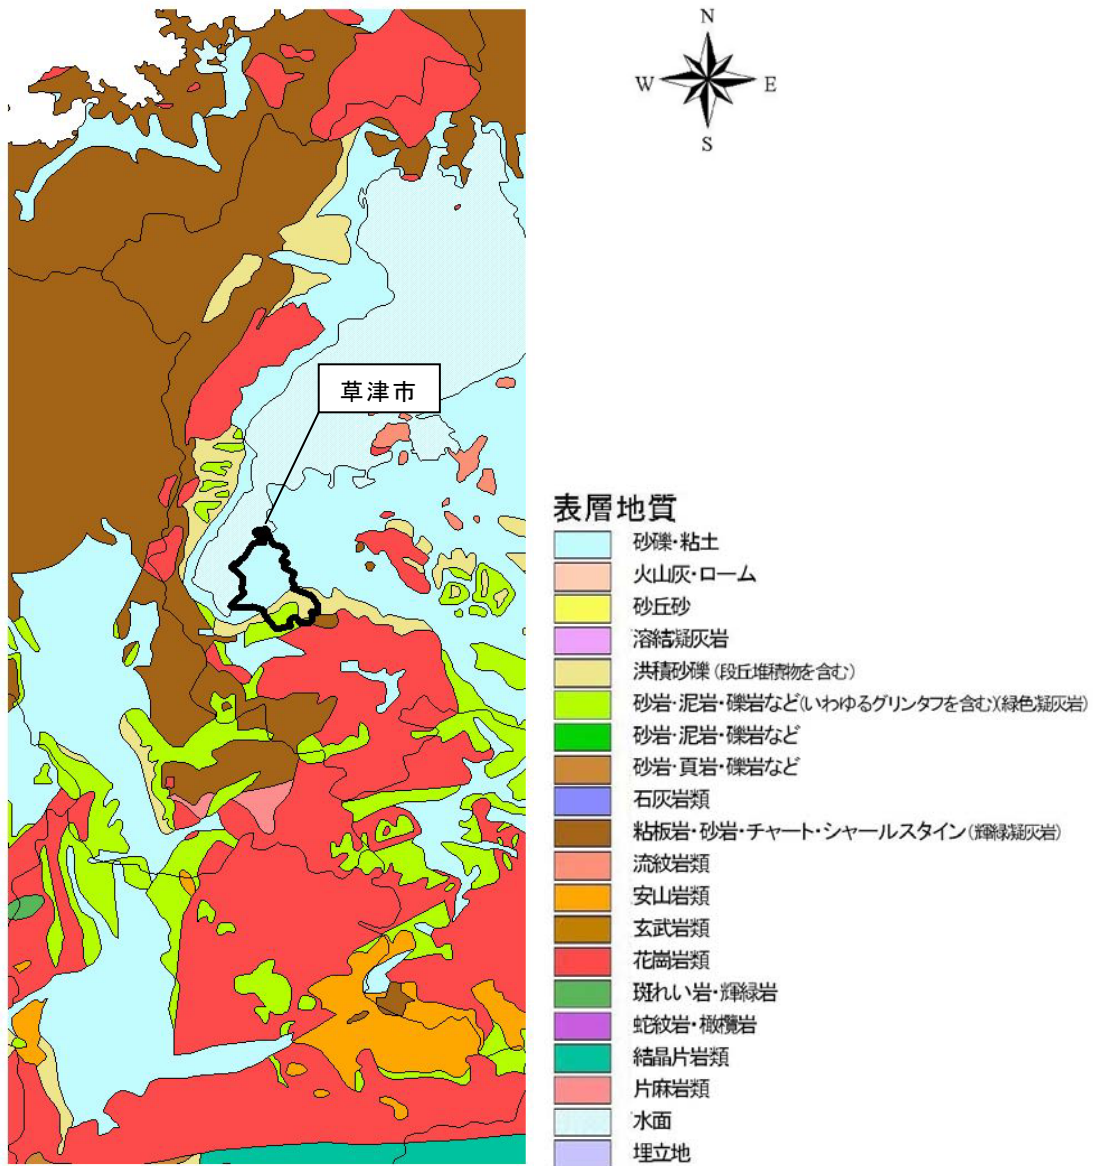 N
W
E
S
草津市
表層地質
砂礫・粘土
火山灰・ローム
砂丘砂
溶結凝灰岩
洪積砂礫(段丘堆積物を含む)
砂岩・泥岩・礫岩など(いわゆるグリンタフを含む)(緑色凝灰岩)
砂岩・泥岩・礫岩など
砂岩・頁岩・礫岩など
石灰岩類
粘板岩・砂岩・チャート・シャールスタイン(輝緑凝灰岩)
流紋岩類
安山岩類
玄武岩類
花崗岩類
斑れい岩・輝緑岩
蛇紋岩・橄欖岩
結晶片岩類
片麻岩類
水面
埋立地